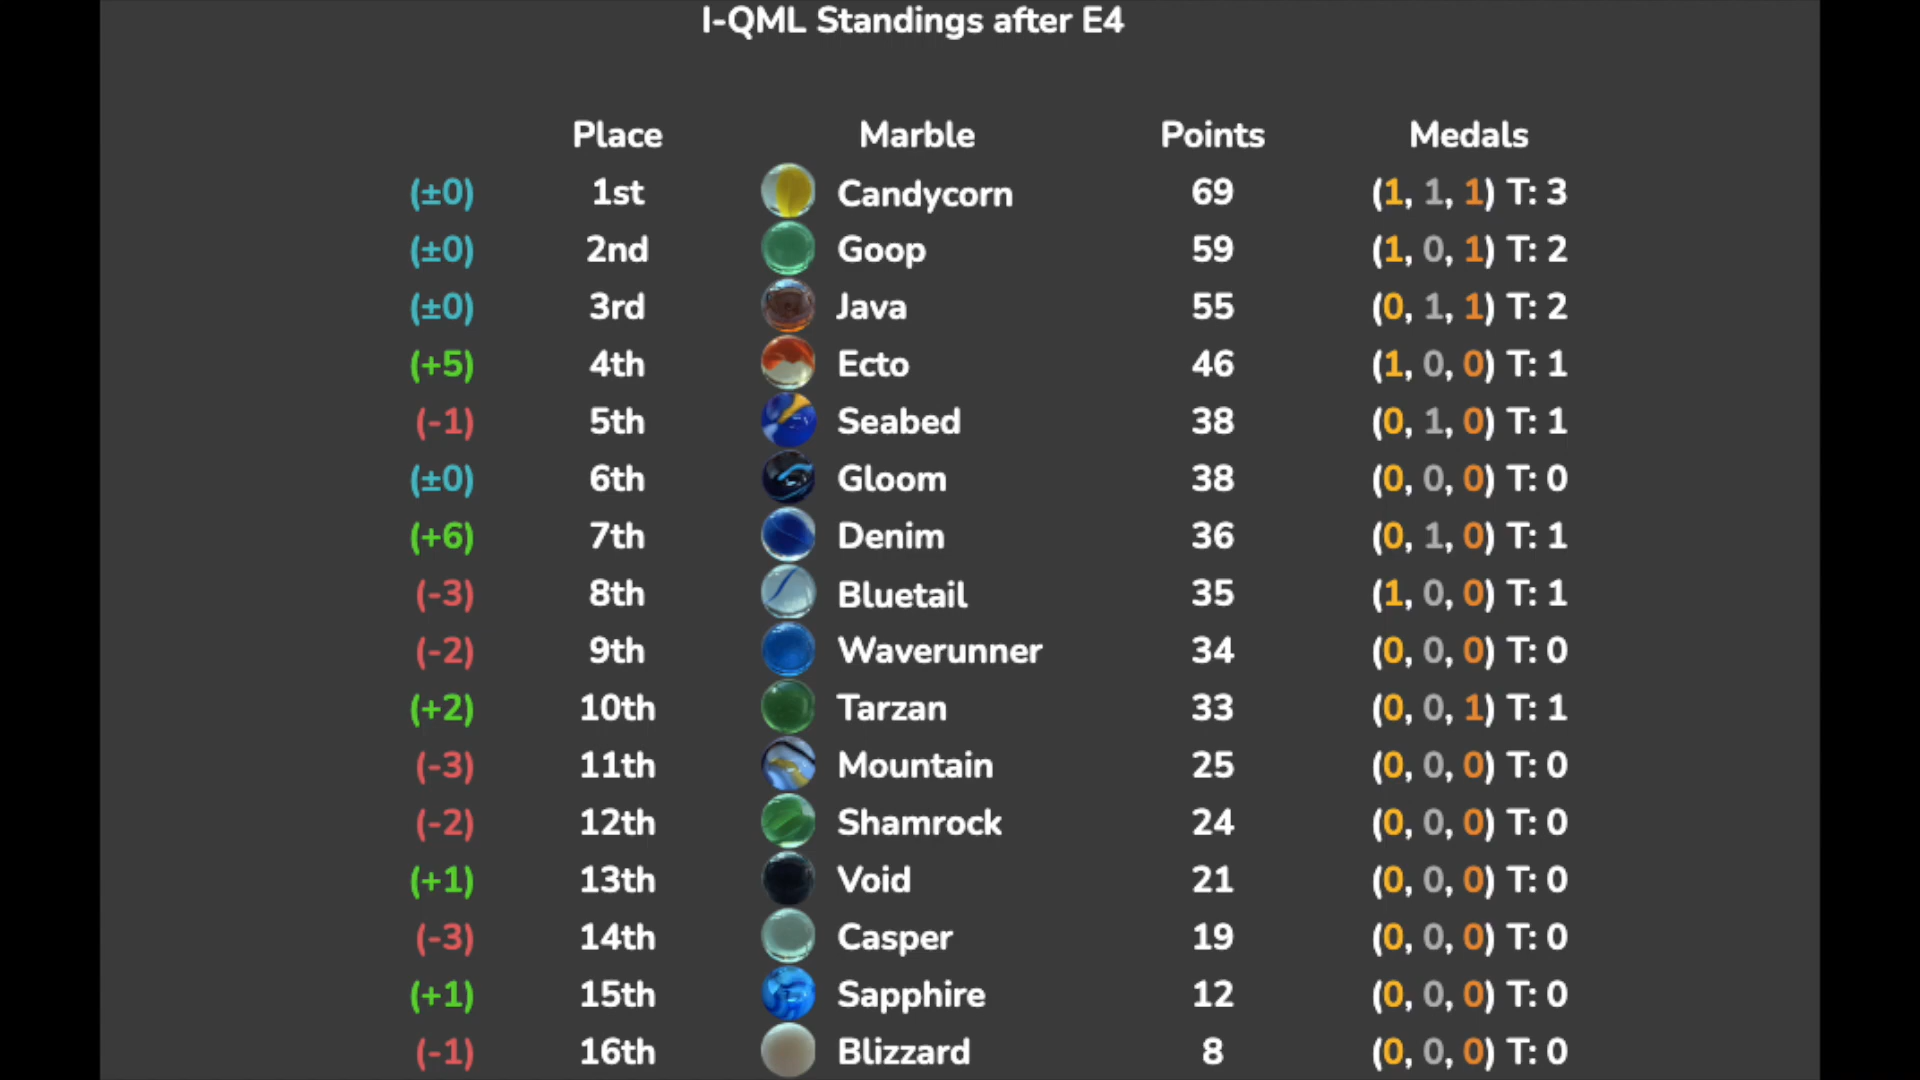 I-QML Standings after E4
Place Marble Points Medals
(±0) 1st Candycorn 69 (1, 1, 1) T: 3
(±0) 2nd Goop 59 (1, 0, 1) T: 2
(±0) 3rd Java 55 (0, 1, 1) T: 2
(+5) 4th Ecto 46 (1, 0, 0) T: 1
(-1) 5th Seabed 38 (0, 1, 0) T: 1
(±0) 6th Gloom 38 (0, 0, 0) T: 0
(+6) 7th Denim 36 (0, 1, 0) T: 1
(-3) 8th Bluetail 35 (1, 0, 0) T: 1
(-2) 9th Waverunner 34 (0, 0, 0) T: 0
(+2) 10th Tarzan 33 (0, 0, 1) T: 1
(-3) 11th Mountain 25 (0, 0, 0) T: 0
(-2) 12th Shamrock 24 (0, 0, 0) T: 0
(+1) 13th Void 21 (0, 0, 0) T: 0
(-3) 14th Casper 19 (0, 0, 0) T: 0
(+1) 15th Sapphire 12 (0, 0, 0) T: 0
(-1) 16th Blizzard 8 (0, 0, 0) T: 0